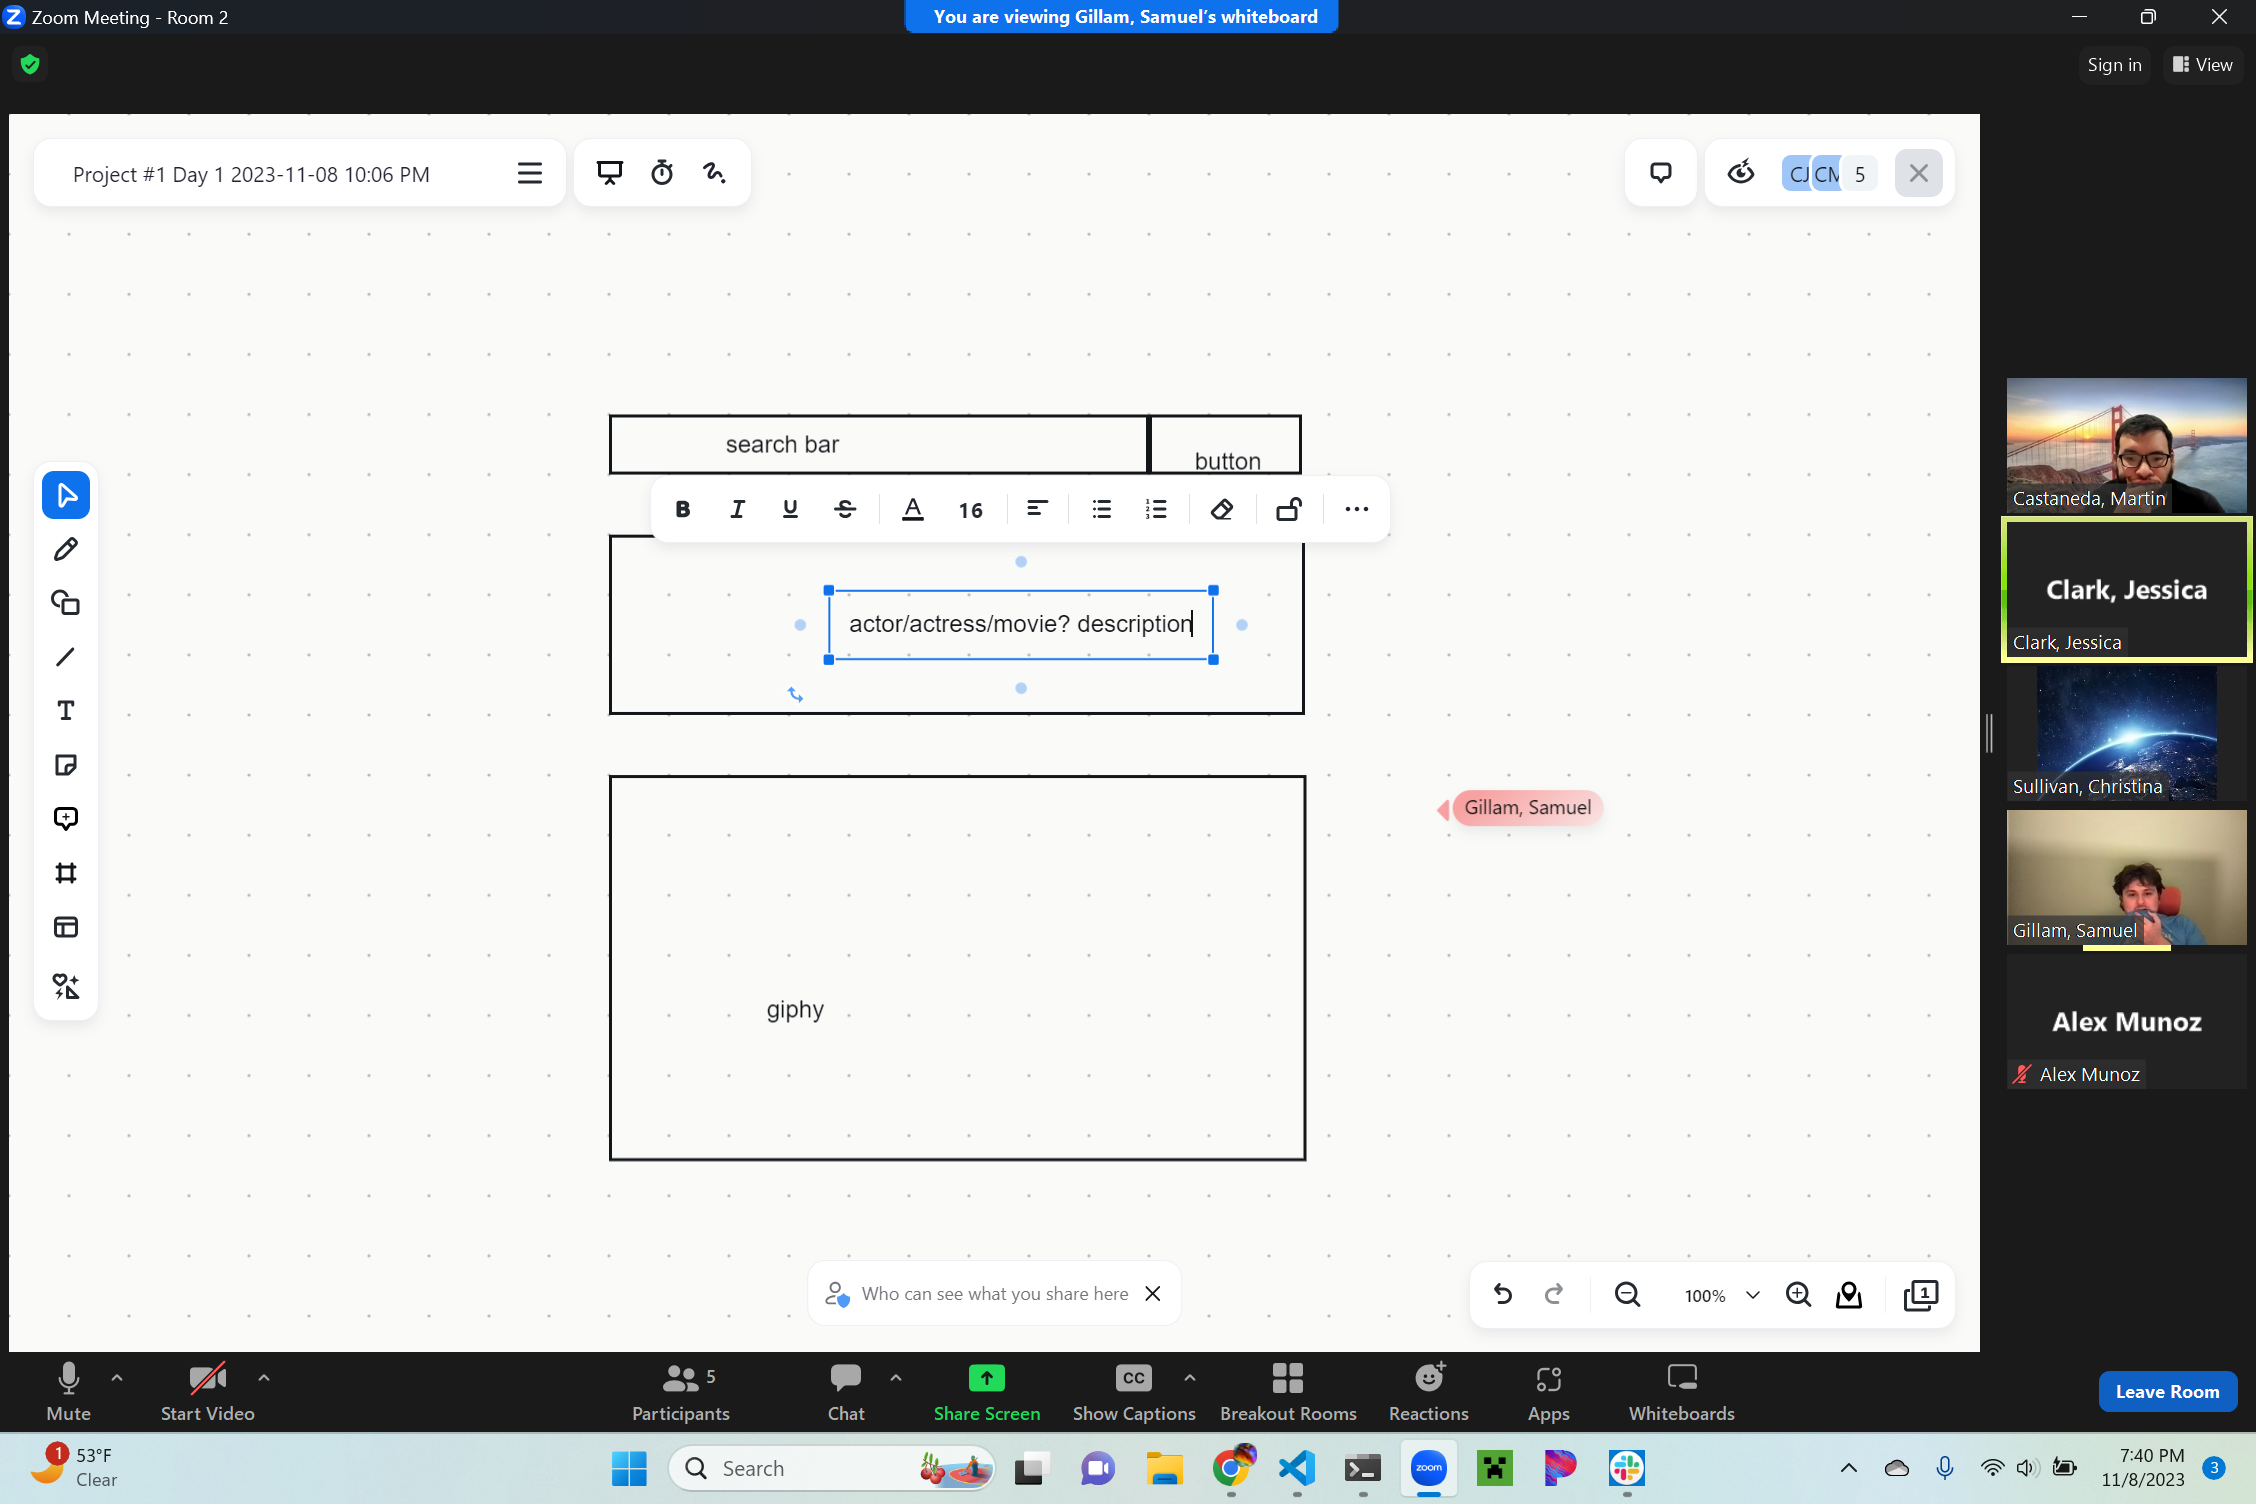 Zoom Meeting - Room 2
You are viewing Gillam, Samuel's whiteboard
Sign in
View
Project #1 Day 1 2023-11-08 10:06 PM
CJ
CM
5
search bar
button
B I U S A 16
actor/actress/movie? description
T
Gillam, Samuel
giphy
Castaneda, Martin
Clark, Jessica
Clark, Jessica
Sullivan, Christina
Gillam, Samuel
Alex Munoz
Alex Munoz
Who can see what you share here
100%
1
Mute
Start Video
5
Participants
Chat
Share Screen
CC
Show Captions
Breakout Rooms
Reactions
Apps
Whiteboards
Leave Room
1
53°F
Clear
Search
zoom
7:40 PM
11/8/2023
3